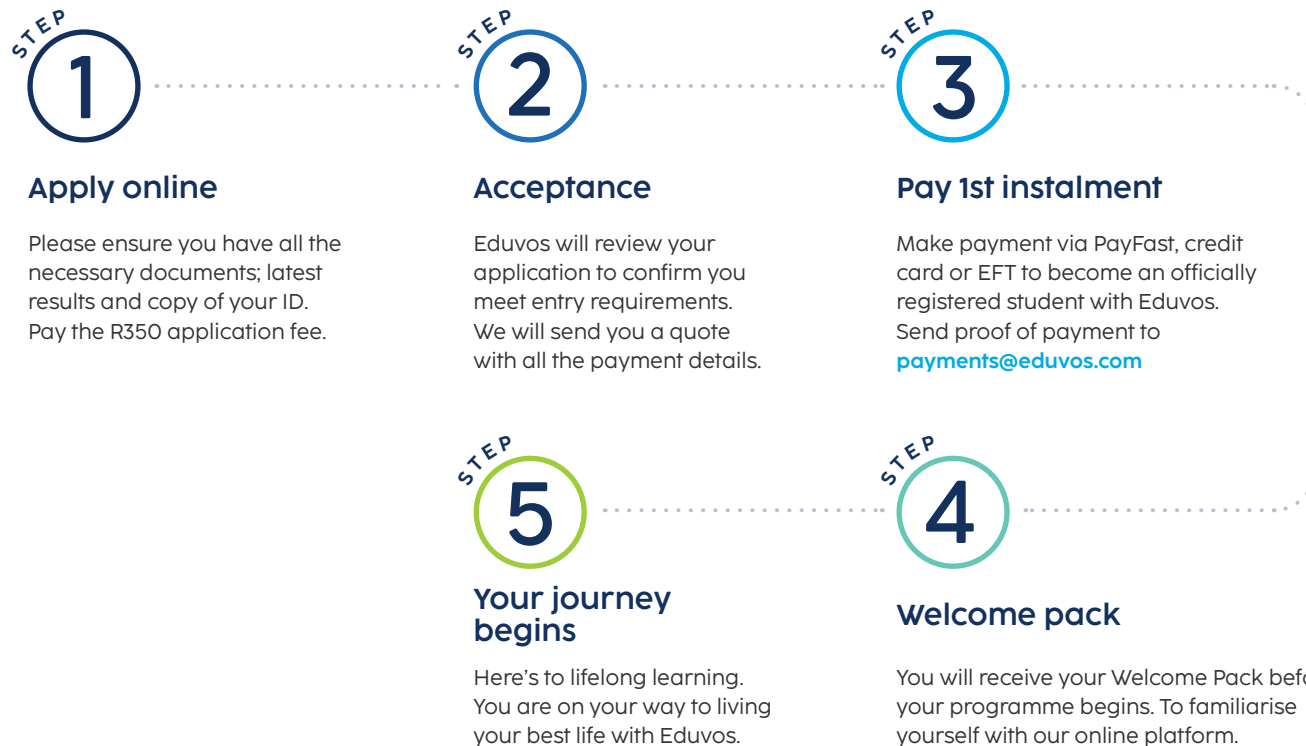 STEP
1
Apply online
Please ensure you have all the
necessary documents; latest
results and copy of your ID.
Pay the R350 application fee.
STEP
2
Acceptance
Eduvos will review your
application to confirm you
meet entry requirements.
We will send you a quote
with all the payment details.
STEP
3
Pay 1st instalment
Make payment via PayFast, credit
card or EFT to become an officially
registered student with Eduvos.
Send proof of payment to
payments@eduvos.com
STEP
4
Welcome pack
You will receive your Welcome Pack
your programme begins. To familiarise
yourself with our online platform.
STEP
5
Your journey
begins
Here's to lifelong learning.
You are on your way to living
your best life with Eduvos.